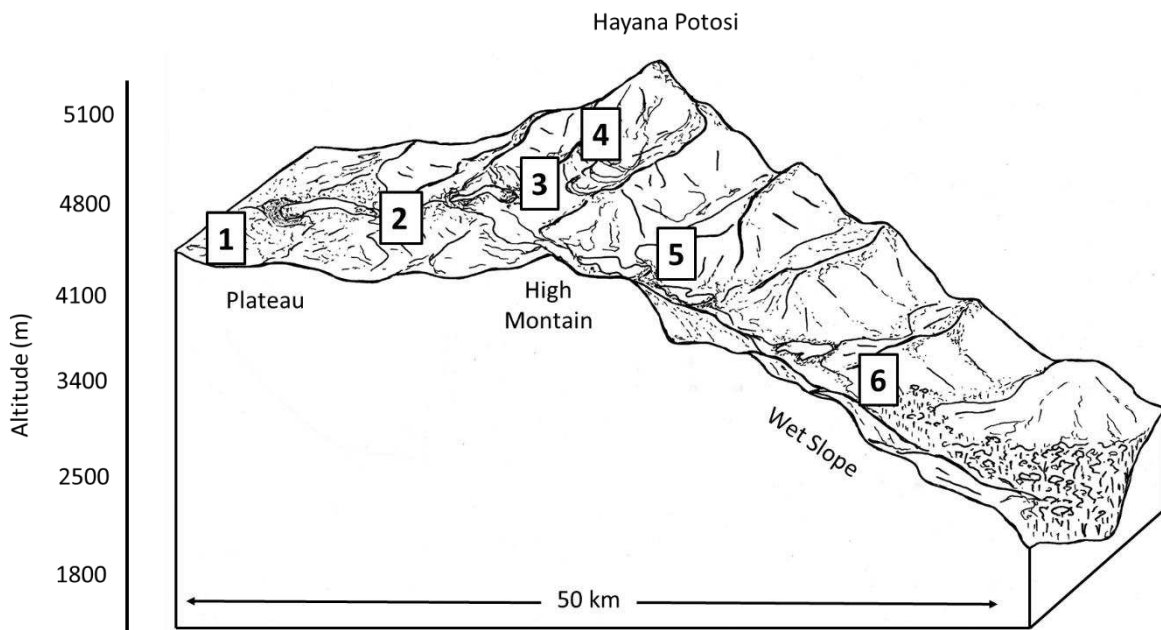 Hayana Potosi
5100
4800
4100
3400
2500
1800
Altitude (m)
1
2
3
4
5
6
Plateau
High
Montain
Wet Slope
50 km